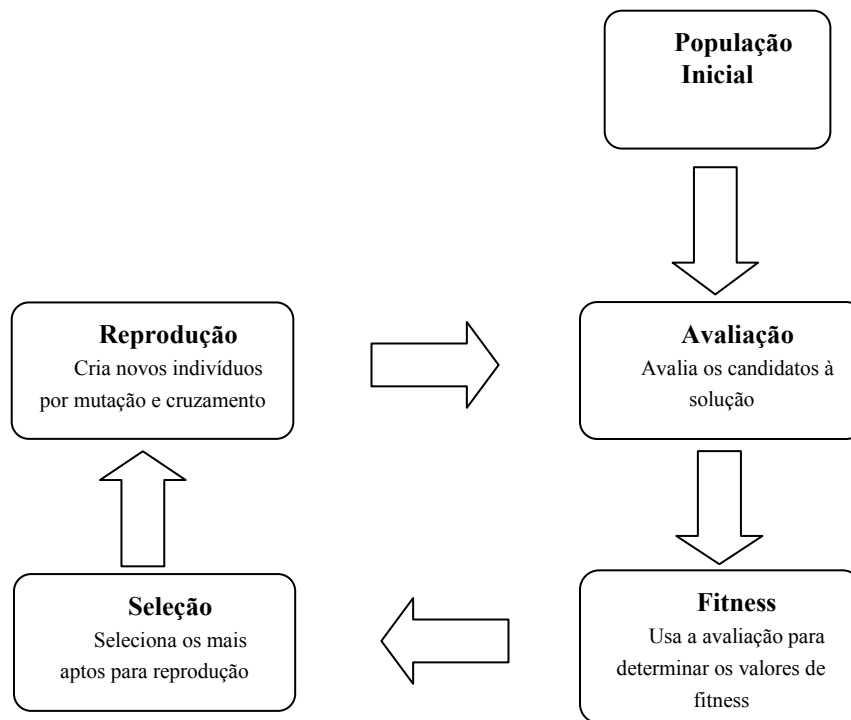 População
Inicial
Reprodução
Cria novos indivíduos
por mutação e cruzamento
Avaliação
Avalia os candidatos à
solução
Seleção
Seleciona os mais
aptos para reprodução
Fitness
Usa a avaliação para
determinar os valores de
fitness